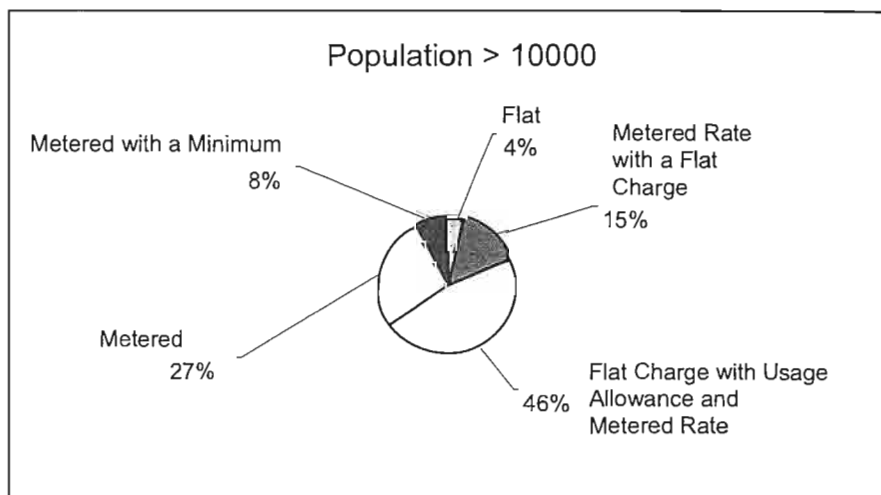 Population > 10000
Flat
4%
Metered Rate
with a Flat
Charge
15%
Metered with a Minimum
8%
Metered
27%
46%
Flat Charge with Usage
Allowance and
Metered Rate